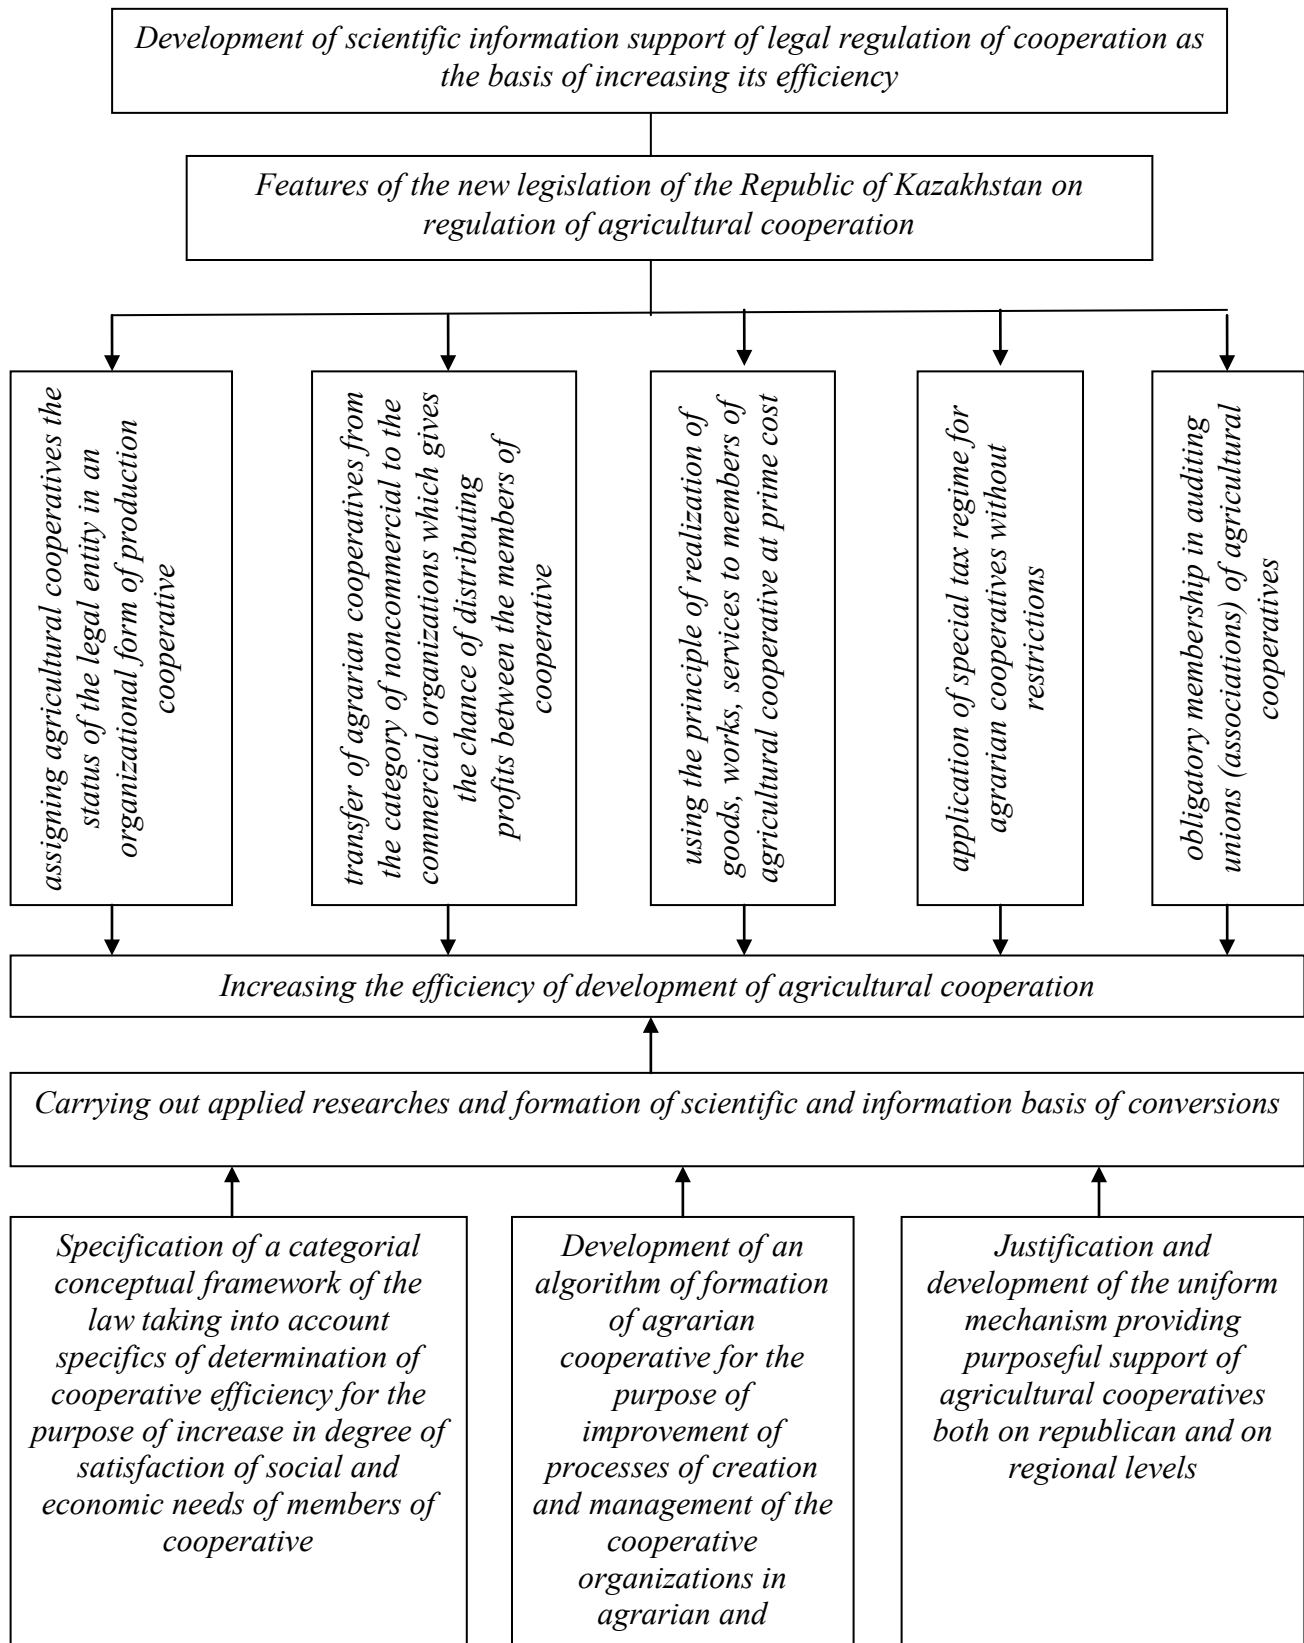 Development of scientific information support of legal regulation of cooperation as
the basis of increasing its efficiency
Features of the new legislation of the Republic of Kazakhstan on
regulation of agricultural cooperation
assigning agricultural cooperatives the
status of the legal entity in an
organizational form of production
cooperative
transfer of agrarian cooperatives from
the category of noncommercial to the
commercial organizations which gives
the chance of distributing
profits between the members of
cooperative
using the principle of realization of
goods, works, services to members of
agricultural cooperative at prime cost
application of special tax regime for
agrarian cooperatives without
restrictions
obligatory membership in auditing
unions (associations) of agricultural
cooperatives
Increasing the efficiency of development of agricultural cooperation
Carrying out applied researches and formation of scientific and information basis of conversions
Specification of a categorial
conceptual framework of the
law taking into account
specifics of determination of
cooperative efficiency for the
purpose of increase in degree of
satisfaction of social and
economic needs of members of
cooperative
Development of an
algorithm of formation
of agrarian
cooperative for the
purpose of
improvement of
processes of creation
and management of the
cooperative
organizations in
agrarian and
Justification and
development of the uniform
mechanism providing
purposeful support of
agricultural cooperatives
both on republican and on
regional levels